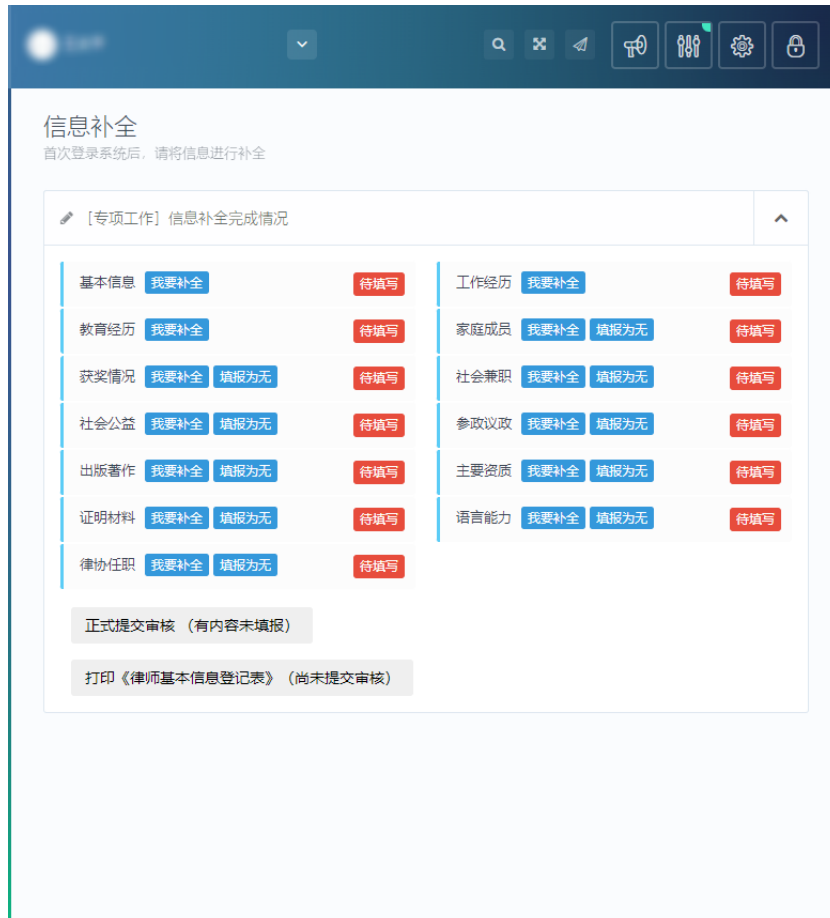 信息补全
首次登录系统后，请将信息进行补全
[专项工作] 信息补全完成情况
基本信息 我要补全 待填写 工作经历 我要补全 待填写
教育经历 我要补全 待填写 家庭成员 我要补全 填报为无 待填写
获奖情况 我要补全 填报为无 待填写 社会兼职 我要补全 填报为无 待填写
社会公益 我要补全 填报为无 待填写 参政议政 我要补全 填报为无 待填写
出版著作 我要补全 填报为无 待填写 主要资质 我要补全 填报为无 待填写
证明材料 我要补全 填报为无 待填写 语言能力 我要补全 填报为无 待填写
律协任职 我要补全 填报为无 待填写
正式提交审核 （有内容未填报）
打印《律师基本信息登记表》（尚未提交审核）